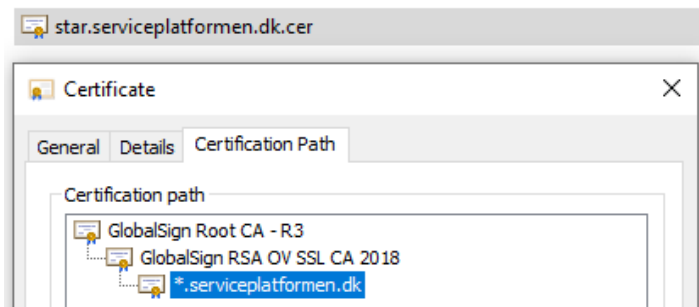 star.serviceplatformen.dk.cer
Certificate
General Details Certification Path
Certification path
GlobalSign Root CA - R3
GlobalSign RSA OV SSL CA 2018
*.serviceplatformen.dk